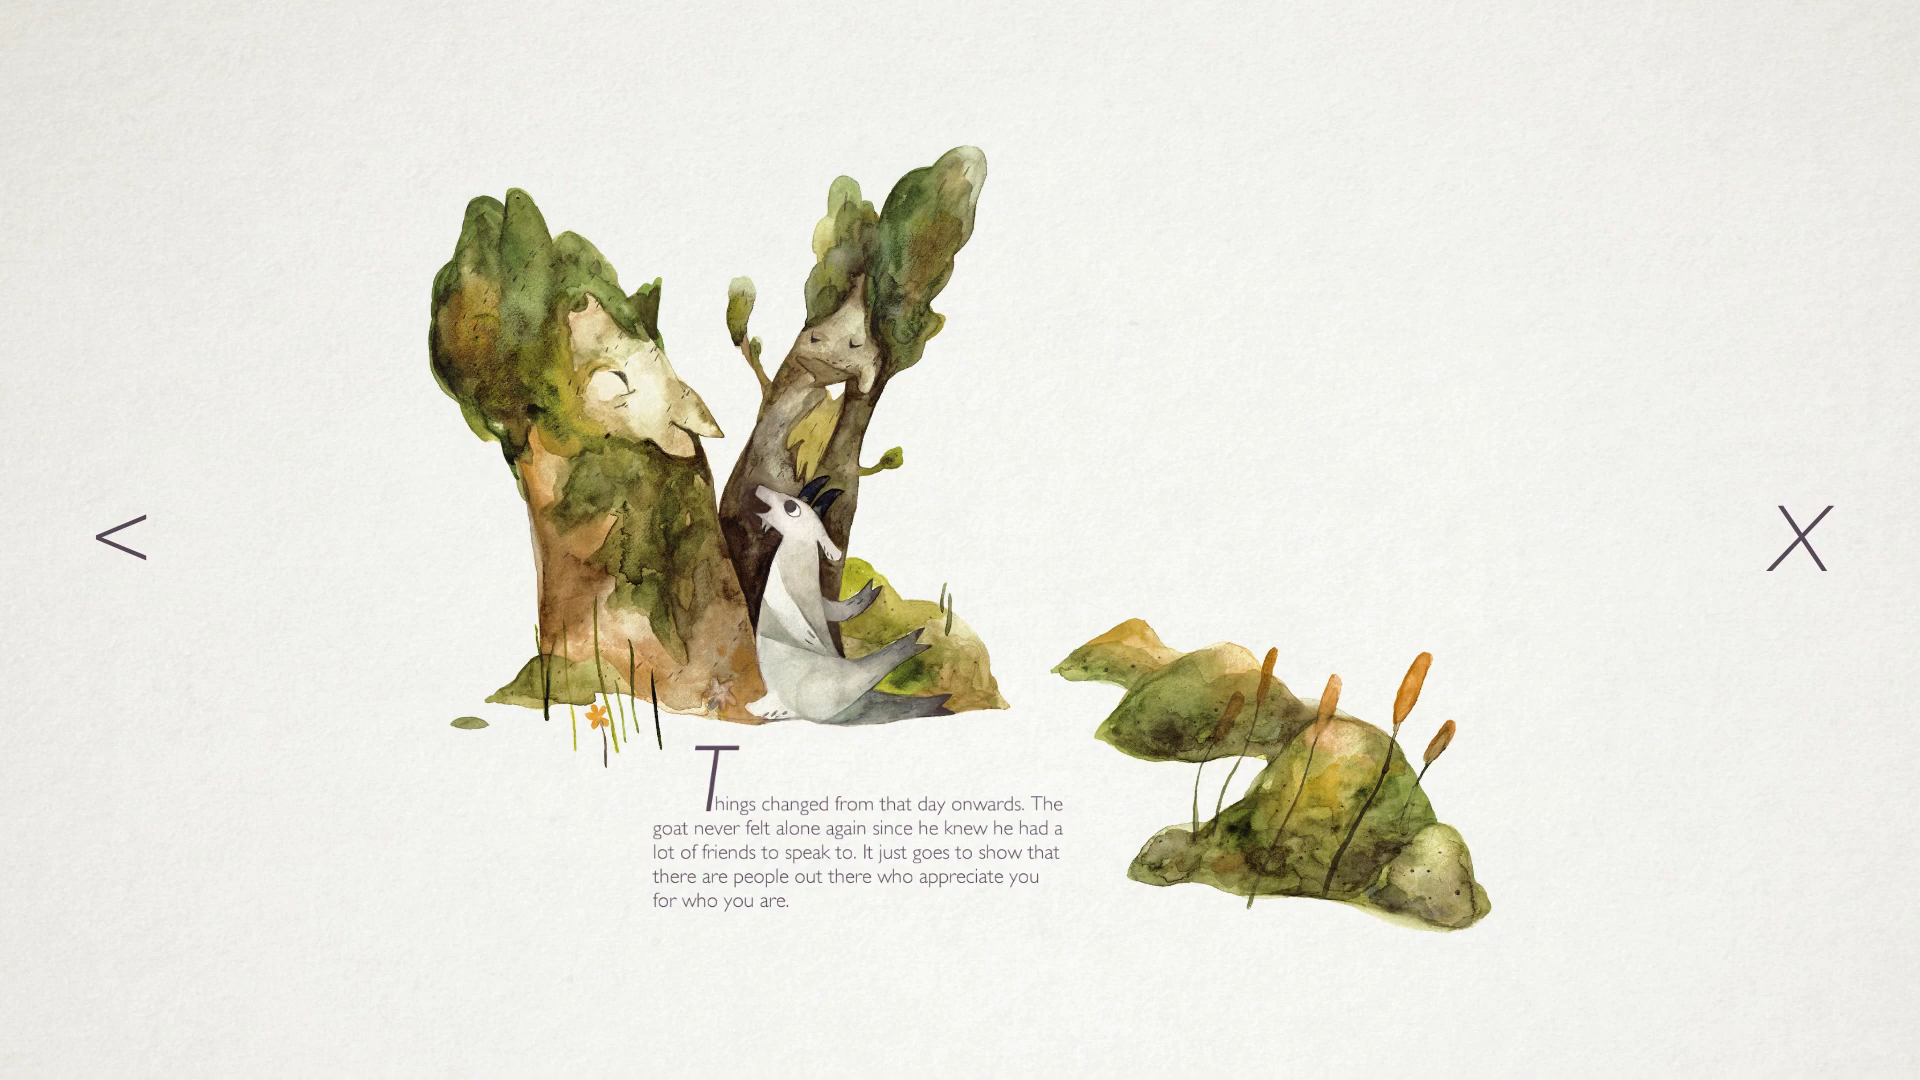 Things changed from that day onwards. The
goat never felt alone again since he knew he had a
lot of friends to speak to. It just goes to show that
there are people out there who appreciate you
for who you are.